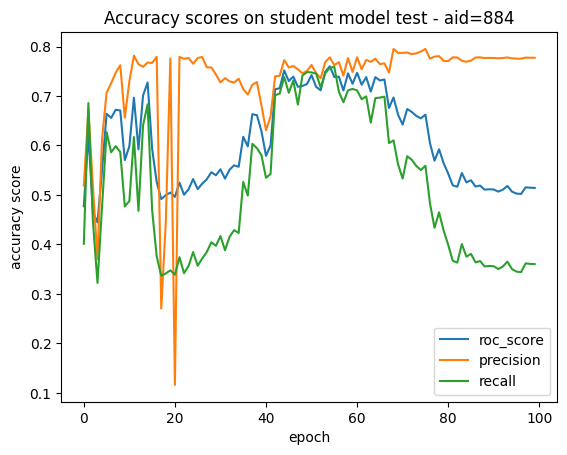 Accuracy scores on student model test - aid=884
accuracy score
0.8
0.7
0.6
0.5
0.4
0.3
0.2
0.1
roc_score
precision
recall
0 20 40 60 80 100
epoch